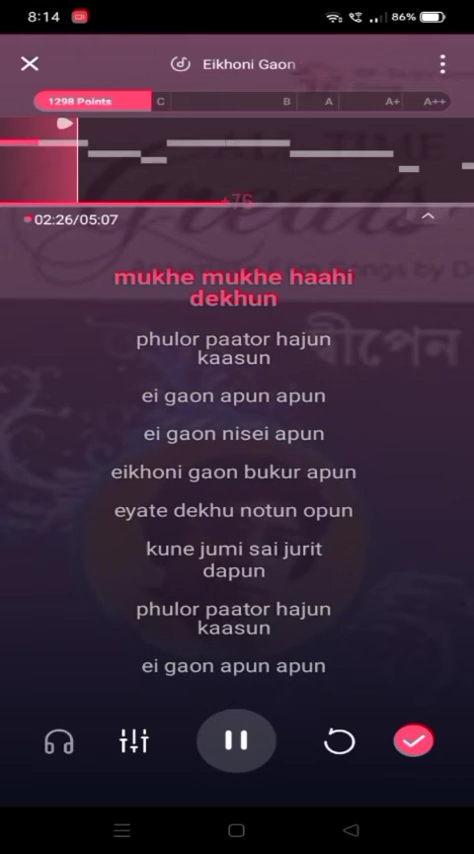 8:14
86%
Eikhoni Gaon
1298 Points C B A A+ A++
+76
Greats
02:26/05:07
mukhe mukhe haahi
dekhun
phulor paator hajun
kaasun
দ্বীপেন
ei gaon apun apun
ei gaon nisei apun
eikhoni gaon bukur apun
eyate dekhu notun opun
kune jumi sai jurit
dapun
phulor paator hajun
kaasun
ei gaon apun apun